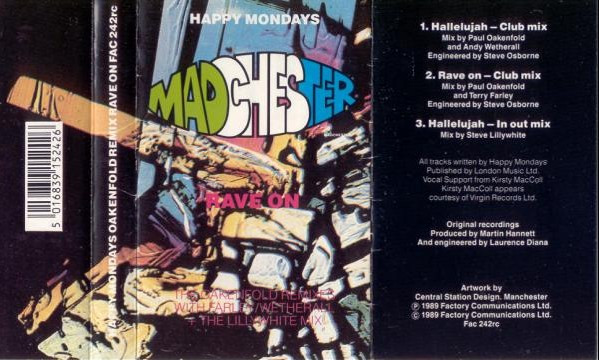 5 016839 152426
HAPPY MONDAYS OAKENFOLD REMIX RAVE ON FAC 242rc
HAPPY MONDAYS
MADCHESTER
RAVE ON
THE OAKENFOLD REMIXES
WITH FARLEY/WETHERALL
+ THE LILLYWHITE MIX!
1. Hallelujah – Club mix
Mix by Paul Oakenfold
and Andy Wetherall
Engineered by Steve Osborne
2. Rave on – Club mix
Mix by Paul Oakenfold
and Terry Farley
Engineered by Steve Osborne
3. Hallelujah – In out mix
Mix by Steve Lillywhite
All tracks written by Happy Mondays
Published by London Music Ltd.
Vocal Support from Kirsty MacColl
Kirsty MacColl appears
courtesy of Virgin Records Ltd.
Original recordings
Produced by Martin Hannett
And engineered by Laurence Diana
Artwork by
Central Station Design. Manchester
Ⓟ 1989 Factory Communications Ltd.
© 1989 Factory Communications Ltd.
Fac 242rc